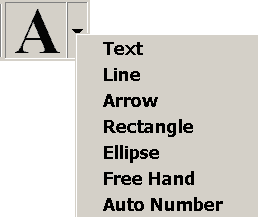 A
Text
Line
Arrow
Rectangle
Ellipse
Free Hand
Auto Number